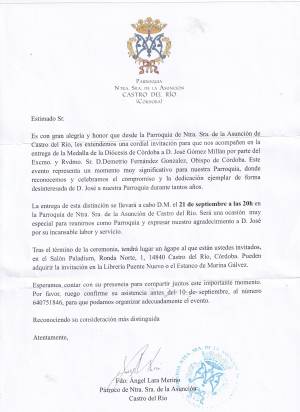 PARROQUIA
NTRA. SRA. DE LA ASUNCIÓN
CASTRO DEL RÍO
(CÓRDOBA)
Estimado Sr.
Es con gran alegría y honor que desde la Parroquia de Ntra. Sra. de la Asunción de
Castro del Río, les extendemos una cordial invitación para que nos acompañen en la
entrega de la Medalla de la Diócesis de Córdoba a D. José Gómez Millán por parte del
Excmo. y Rvdmo. Sr. D.Demetrio Fernández González, Obispo de Córdoba. Este
evento representa un momento muy significativo para nuestra Parroquia, donde
reconocemos y celebramos el compromiso y la dedicación ejemplar de forma
desinteresada de D. José a nuestra Parroquia durante tantos años.
La entrega de esta distinción se llevará a cabo D.M. el 21 de septiembre a las 20h en
la Parroquia de Ntra. Sra. de la Asunción de Castro del Río. Será una ocasión muy
especial para reunirnos como Parroquia y expresar nuestro agradecimiento a D. José
por su incansable labor y servicio.
Tras el término de la ceremonia, tendrá lugar un ágape al que están ustedes invitados,
en el Salón Paladium, Ronda Norte, 1, 14840 Castro del Río, Córdoba. Pueden
adquirir la invitación en la Librería Puente Nuevo o el Estanco de Marina Gálvez.
Esperamos contar con su presencia para compartir juntos este importante momento.
Por favor, ruego confirme su asistencia antes del 10 de septiembre, al número
640751846, para que podamos organizar adecuadamente el evento.
Reconociendo su consideración más distinguida
Atentamente,
Fdo: Ángel Lara Merino
Párroco de Ntra. Sra. de la Asunción
Castro del Río